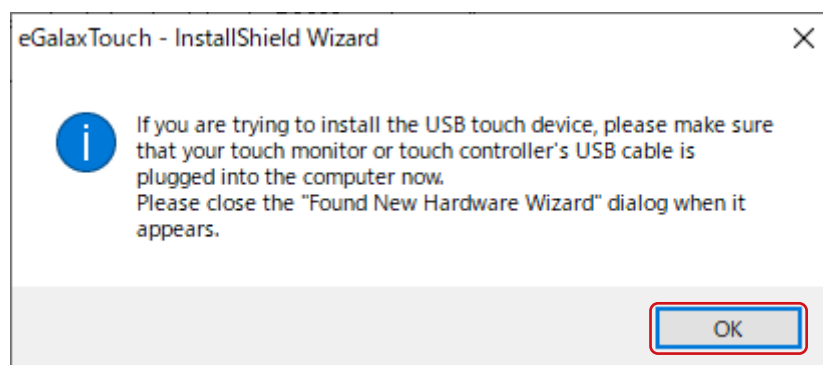 eGalaxTouch - InstallShield Wizard
If you are trying to install the USB touch device, please make sure
that your touch monitor or touch controller's USB cable is
plugged into the computer now.
Please close the "Found New Hardware Wizard" dialog when it
appears.
OK